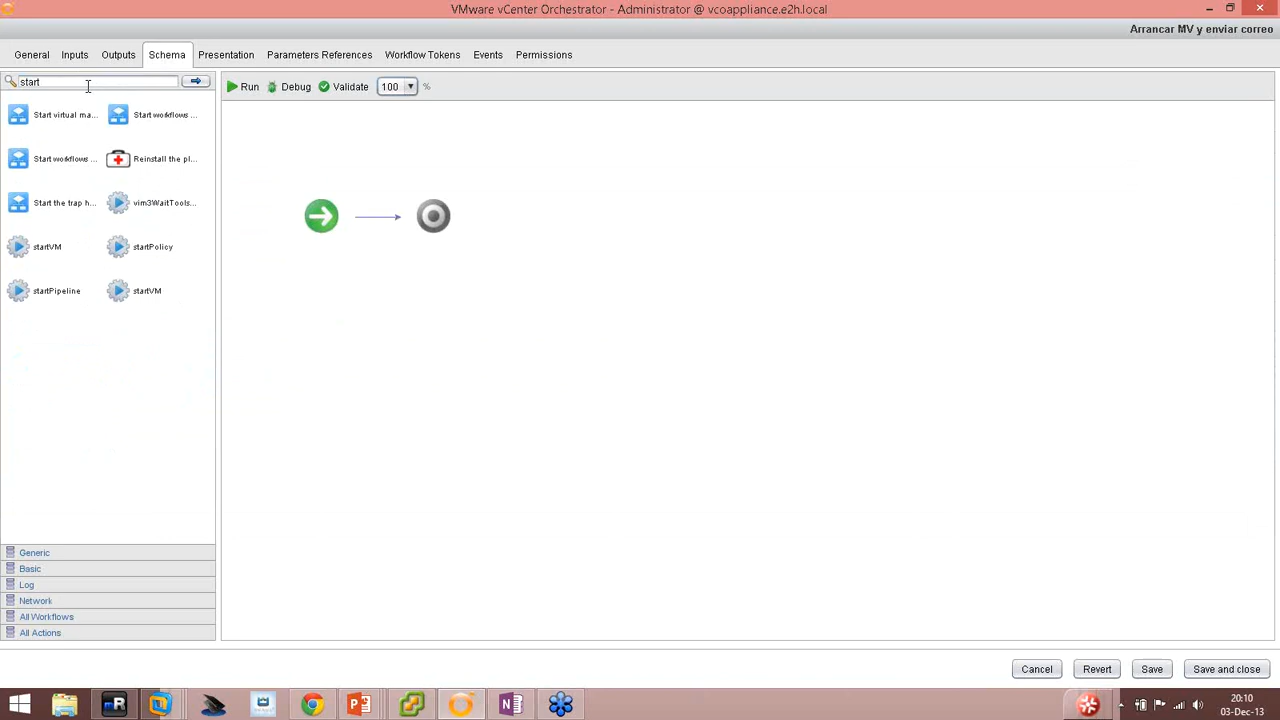 VMware vCenter Orchestrator - Administrator @ vcoappliance.e2h.local
Arrancar MV y enviar correo
General Inputs Outputs Schema Presentation Parameters References Workflow Tokens Events Permissions
start
Run Debug Validate 100 %
Start virtual ma... Start workflows ...
Start workflows ... Reinstall the pl...
Start the trap h... vim3WaitTools...
startVM startPolicy
startPipeline startVM
Generic
Basic
Log
Network
All Workflows
All Actions
Cancel Revert Save Save and close
mR
20:10
03-Dec-13